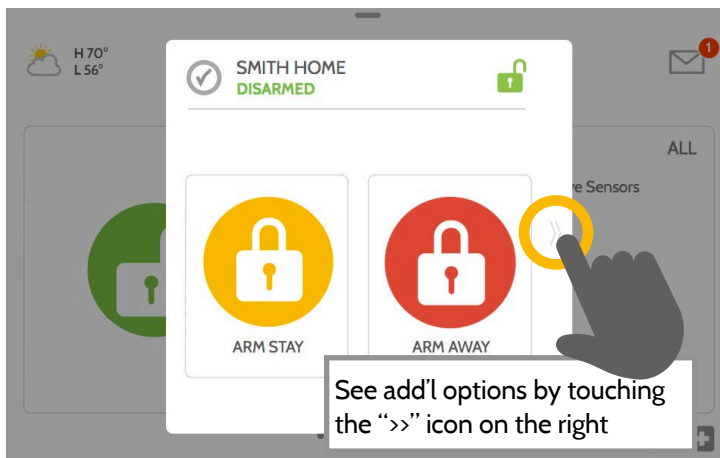 H 70°
L 56°
SMITH HOME
DISARMED
1
ALL
e Sensors
»
ARM STAY
ARM AWAY
See add’l options by touching
the “>>” icon on the right